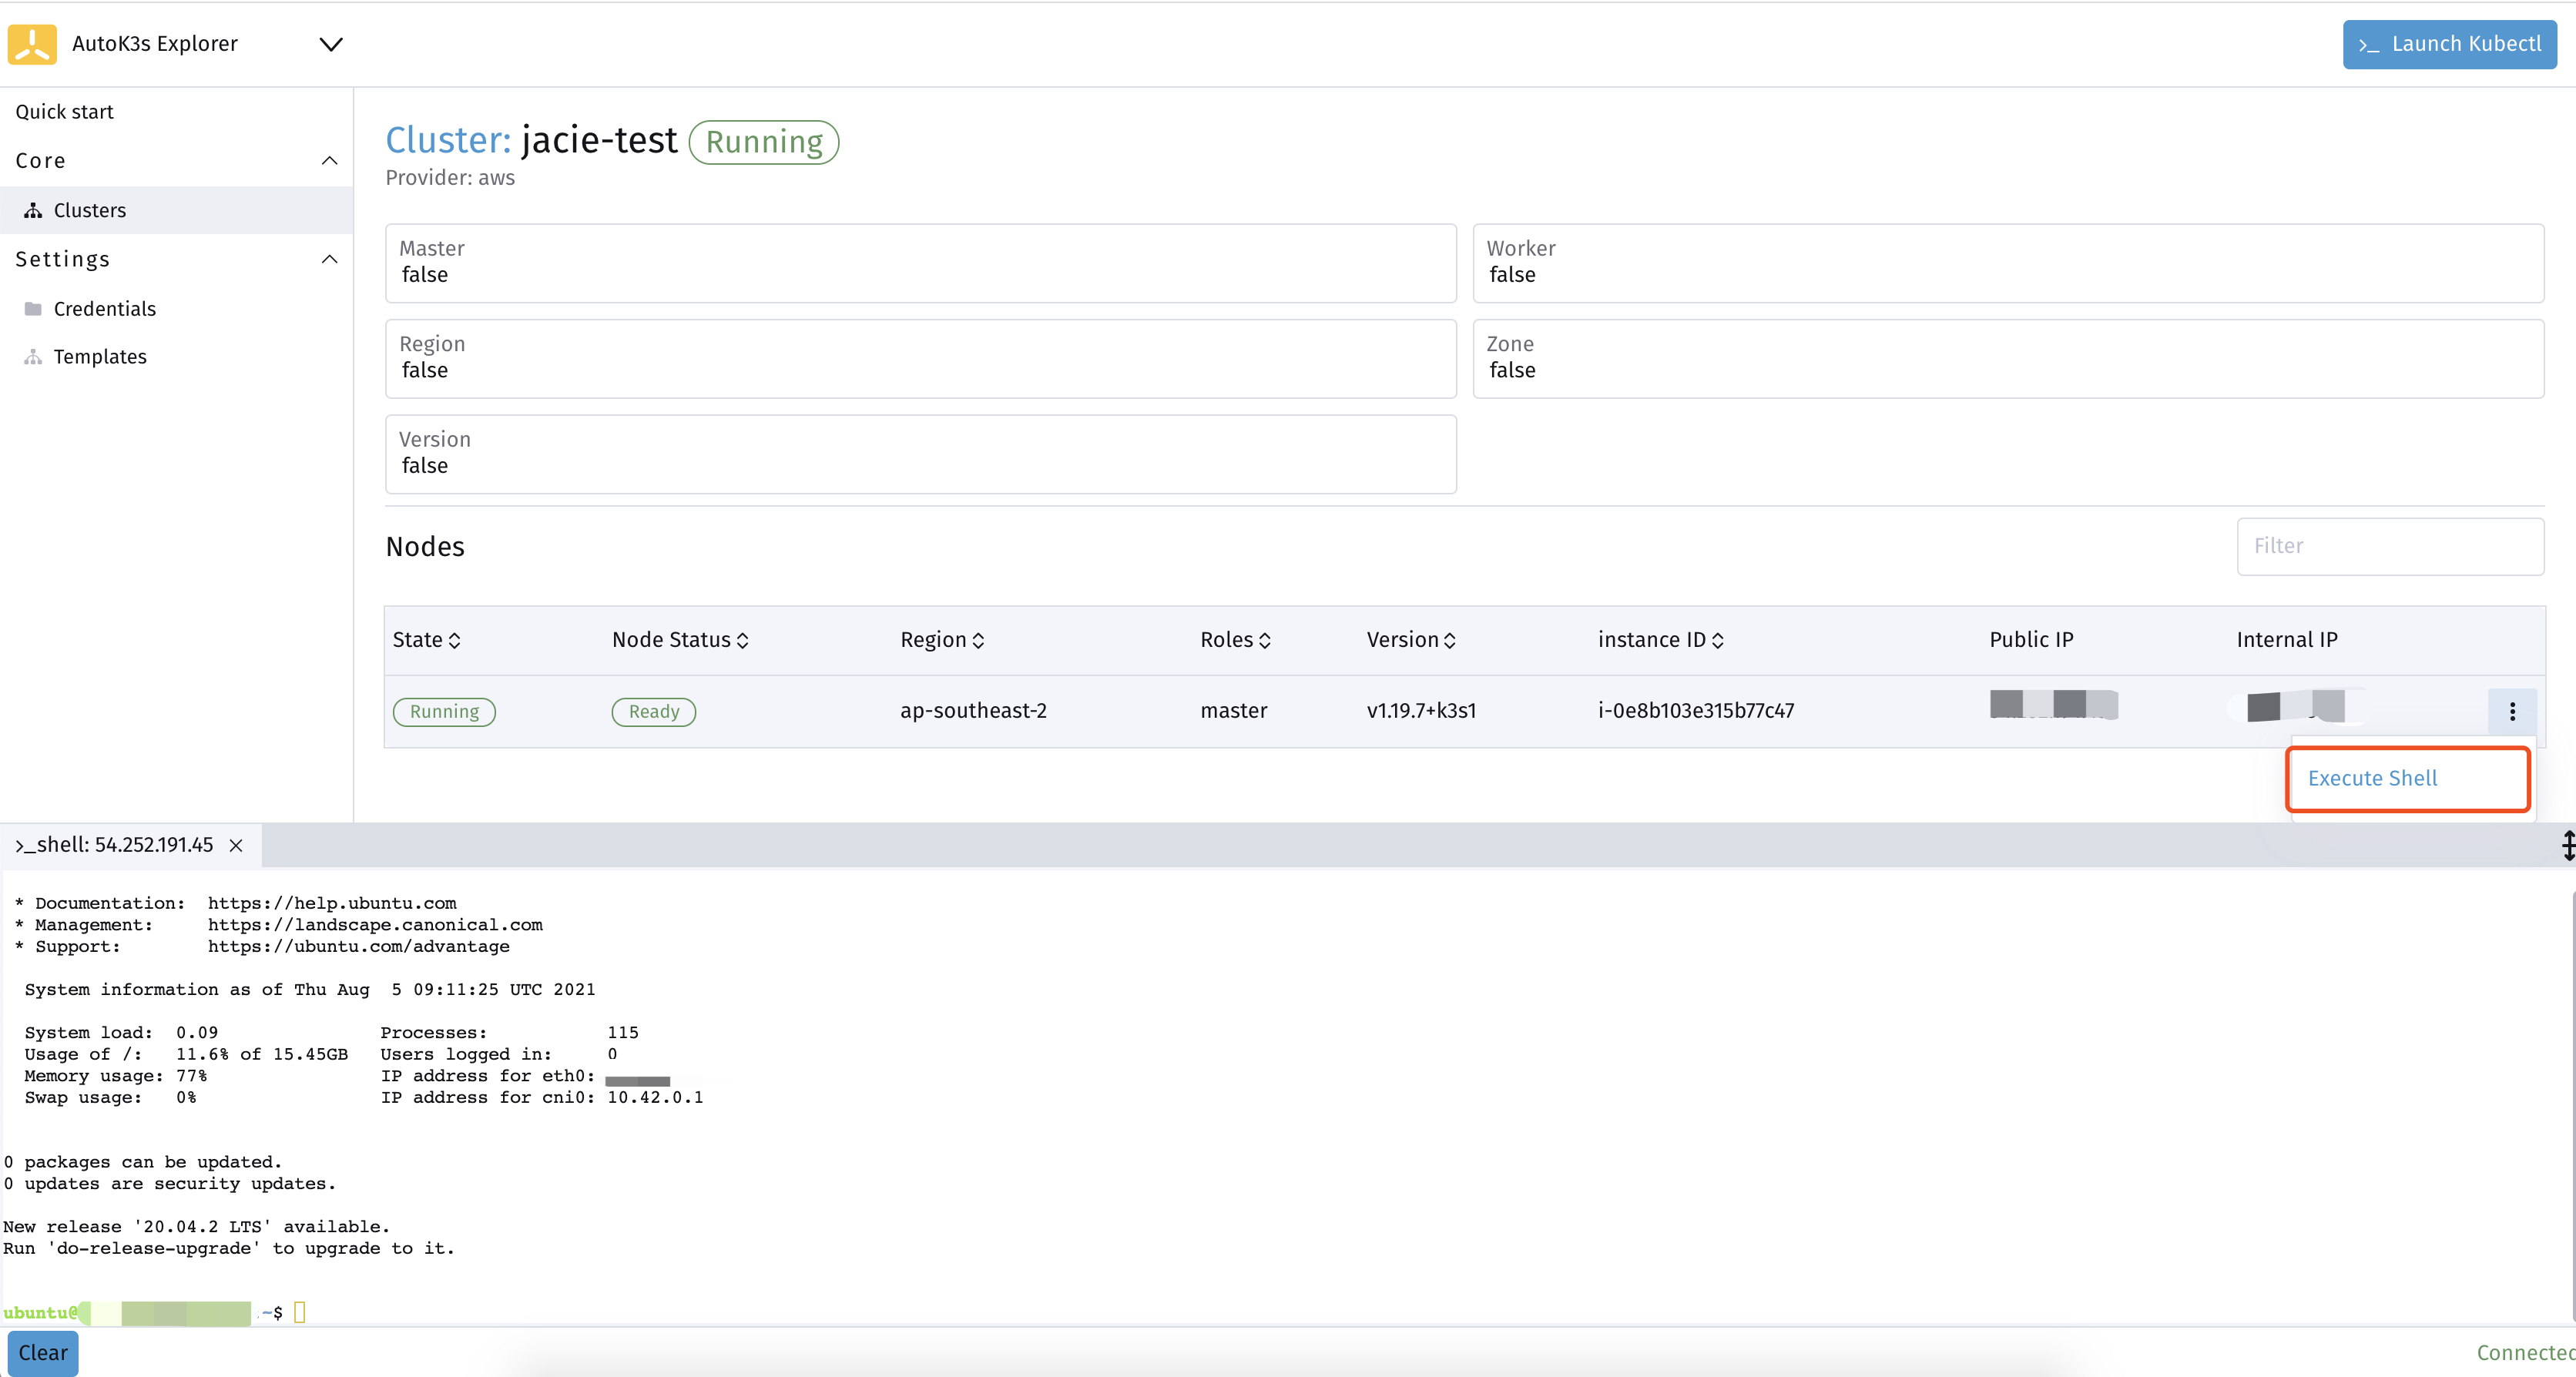 AutoK3s Explorer
>_ Launch Kubectl
Quick start
Core
Clusters
Settings
Credentials
Templates
Cluster: jacie-test Running
Provider: aws
Master
false
Worker
false
Region
false
Zone
false
Version
false
Nodes
Filter
State Node Status Region Roles Version instance ID Public IP Internal IP
Running Ready ap-southeast-2 master v1.19.7+k3s1 i-0e8b103e315b77c47
Execute Shell
>_shell: 54.252.191.45
* Documentation: https://help.ubuntu.com
* Management: https://landscape.canonical.com
* Support: https://ubuntu.com/advantage
System information as of Thu Aug 5 09:11:25 UTC 2021
System load: 0.09 Processes: 115
Usage of /: 11.6% of 15.45GB Users logged in: 0
Memory usage: 77% IP address for eth0:
Swap usage: 0% IP address for cni0: 10.42.0.1
0 packages can be updated.
0 updates are security updates.
New release '20.04.2 LTS' available.
Run 'do-release-upgrade' to upgrade to it.
ubuntu@ ~$
Clear
Connected